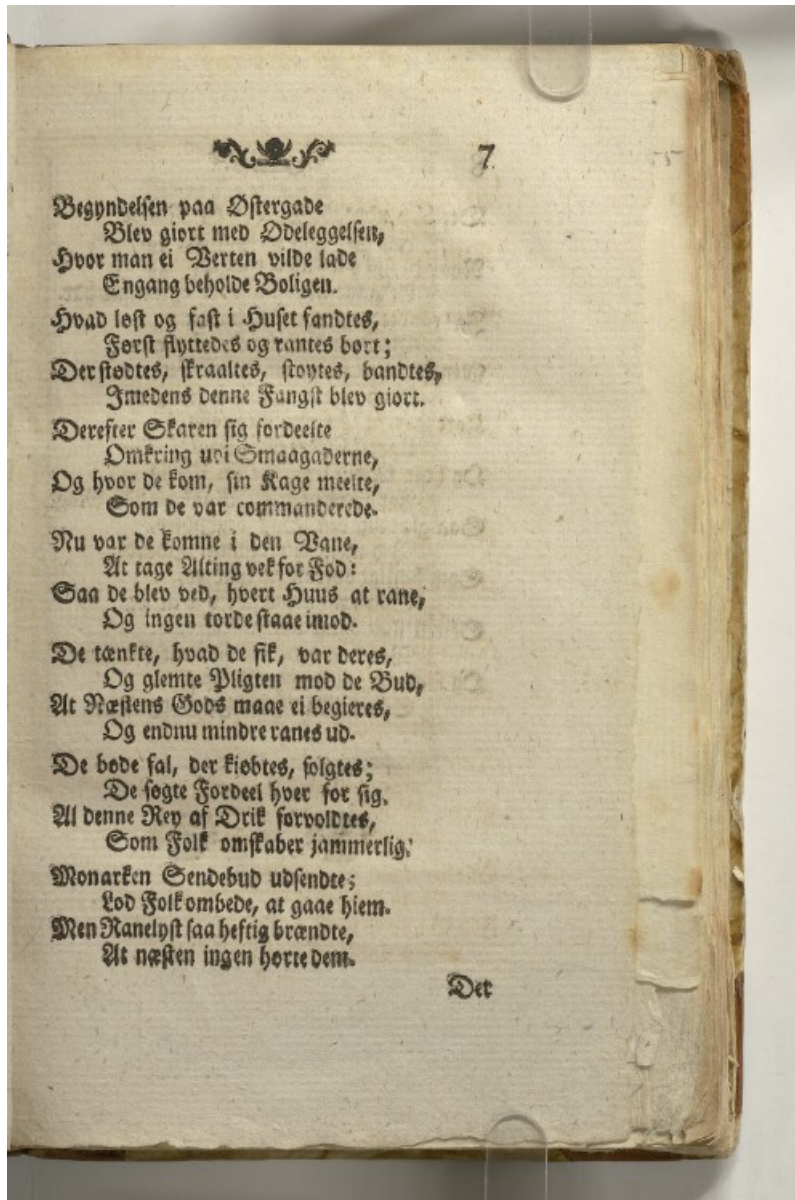 7.
Begyndelsen paa Østergade
Blev giort med Ødeleggelsen,
Hvor man ei Verten vilde lade
Engang beholde Boligen.
Hvad løst og fast i Huset fandtes,
Først flyttedes og rantes bort;
Der stødtes, skraaltes, støytes, bandtes,
Imedens denne Fangst blev giort.
Derefter Skaren sig fordeelte
Omkring udi Smaagaderne,
Og hvor de kom, sin Kage meelte,
Som de var commanderede.
Nu var de komne i den Vane,
At tage Alting vek for Fod:
Saa de blev ved, hvert Huus at rane,
Og ingen torde staae imod.
De tænkte, hvad de fik, var deres,
Og glemte Pligten mod de Bud,
At Næstens Gods maae ei begieres,
Og endnu mindre ranes ud.
De bøde fal, der kiøbtes, solgtes;
De søgte Fordeel hver for sig.
Al denne Rey af Drik forvoldtes,
Som Folk omskaber jammerlig.
Monarken Sendebud udsendte;
Lod Folk ombede, at gaae hiem.
Men Ranelyst saa heftig brændte,
At næsten ingen hørte dem.
Det